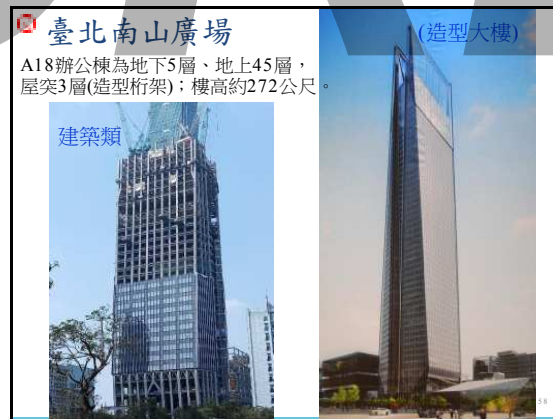 臺北南山廣場
(造型大樓)
A18辦公棟為地下5層、地上45層，
屋突3層(造型桁架)；樓高約272公尺。
建築類
58